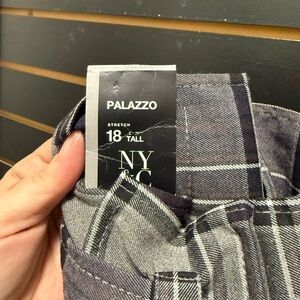 PALAZZO
STRETCH
18 TALL
NY
&C